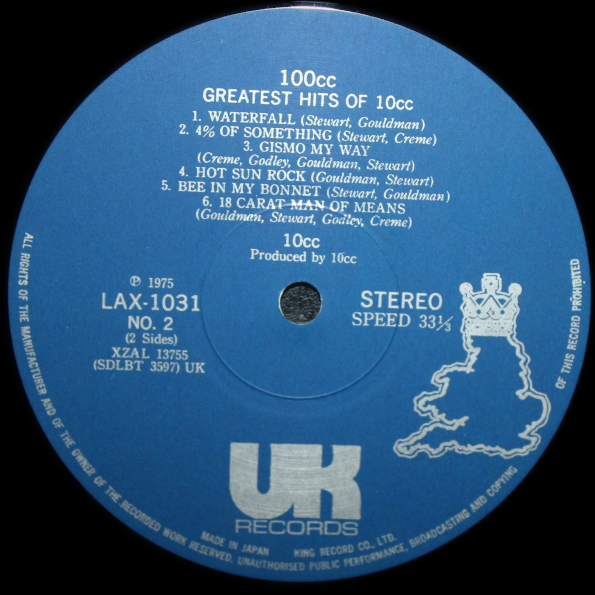 100cc
GREATEST HITS OF 10cc
1. WATERFALL (Stewart, Gouldman)
2. 4% OF SOMETHING (Stewart, Creme)
3. GISMO MY WAY
(Creme, Godley, Gouldman, Stewart)
4. HOT SUN ROCK (Gouldman, Stewart)
5. BEE IN MY BONNET (Stewart, Gouldman)
6. 18 CARAT MAN OF MEANS
(Gouldman, Stewart, Godley, Creme)
10cc
Produced by 10cc
℗ 1975
LAX-1031
NO. 2
(2 Sides)
XZAL 13755
(SDLBT 3597) UK
STEREO
SPEED 33⅓
UK
RECORDS
MADE IN JAPAN KING RECORD CO., LTD.
ALL RIGHTS OF THE MANUFACTURER AND OF THE OWNER OF THE RECORDED WORK RESERVED, UNAUTHORISED PUBLIC PERFORMANCE, BROADCASTING AND COPYING OF THIS RECORD PROHIBITED